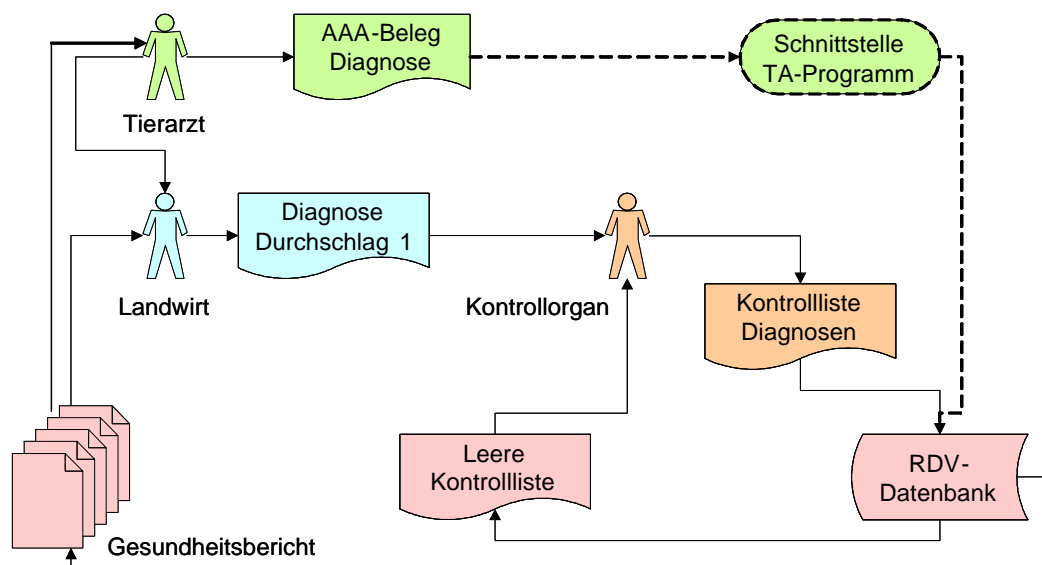 AAA-Beleg
Diagnose
Schnittstelle
TA-Programm
Tierarzt
Diagnose
Durchschlag 1
Landwirt
Kontrollorgan
Kontrollliste
Diagnosen
Leere
Kontrollliste
RDV-
Datenbank
Gesundheitsbericht